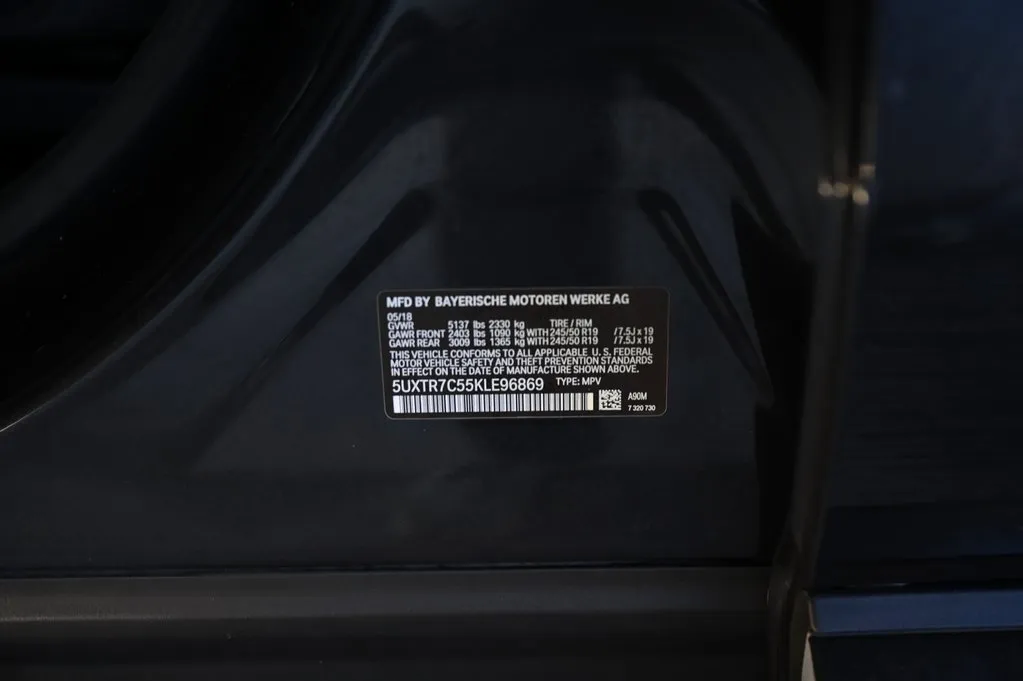 MFD BY BAYERISCHE MOTOREN WERKE AG
05/18
GVWR 5137 lbs 2330 kg TIRE / RIM
GAWR FRONT 2403 lbs 1090 kg WITH 245/50 R19 /7.5J x 19
GAWR REAR 3009 lbs 1365 kg WITH 245/50 R19 /7.5J x 19
THIS VEHICLE CONFORMS TO ALL APPLICABLE U. S. FEDERAL
MOTOR VEHICLE SAFETY AND THEFT PREVENTION STANDARDS
IN EFFECT ON THE DATE OF MANUFACTURE SHOWN ABOVE.
5UXTR7C55KLE96869 TYPE: MPV
A90M
7 320 730